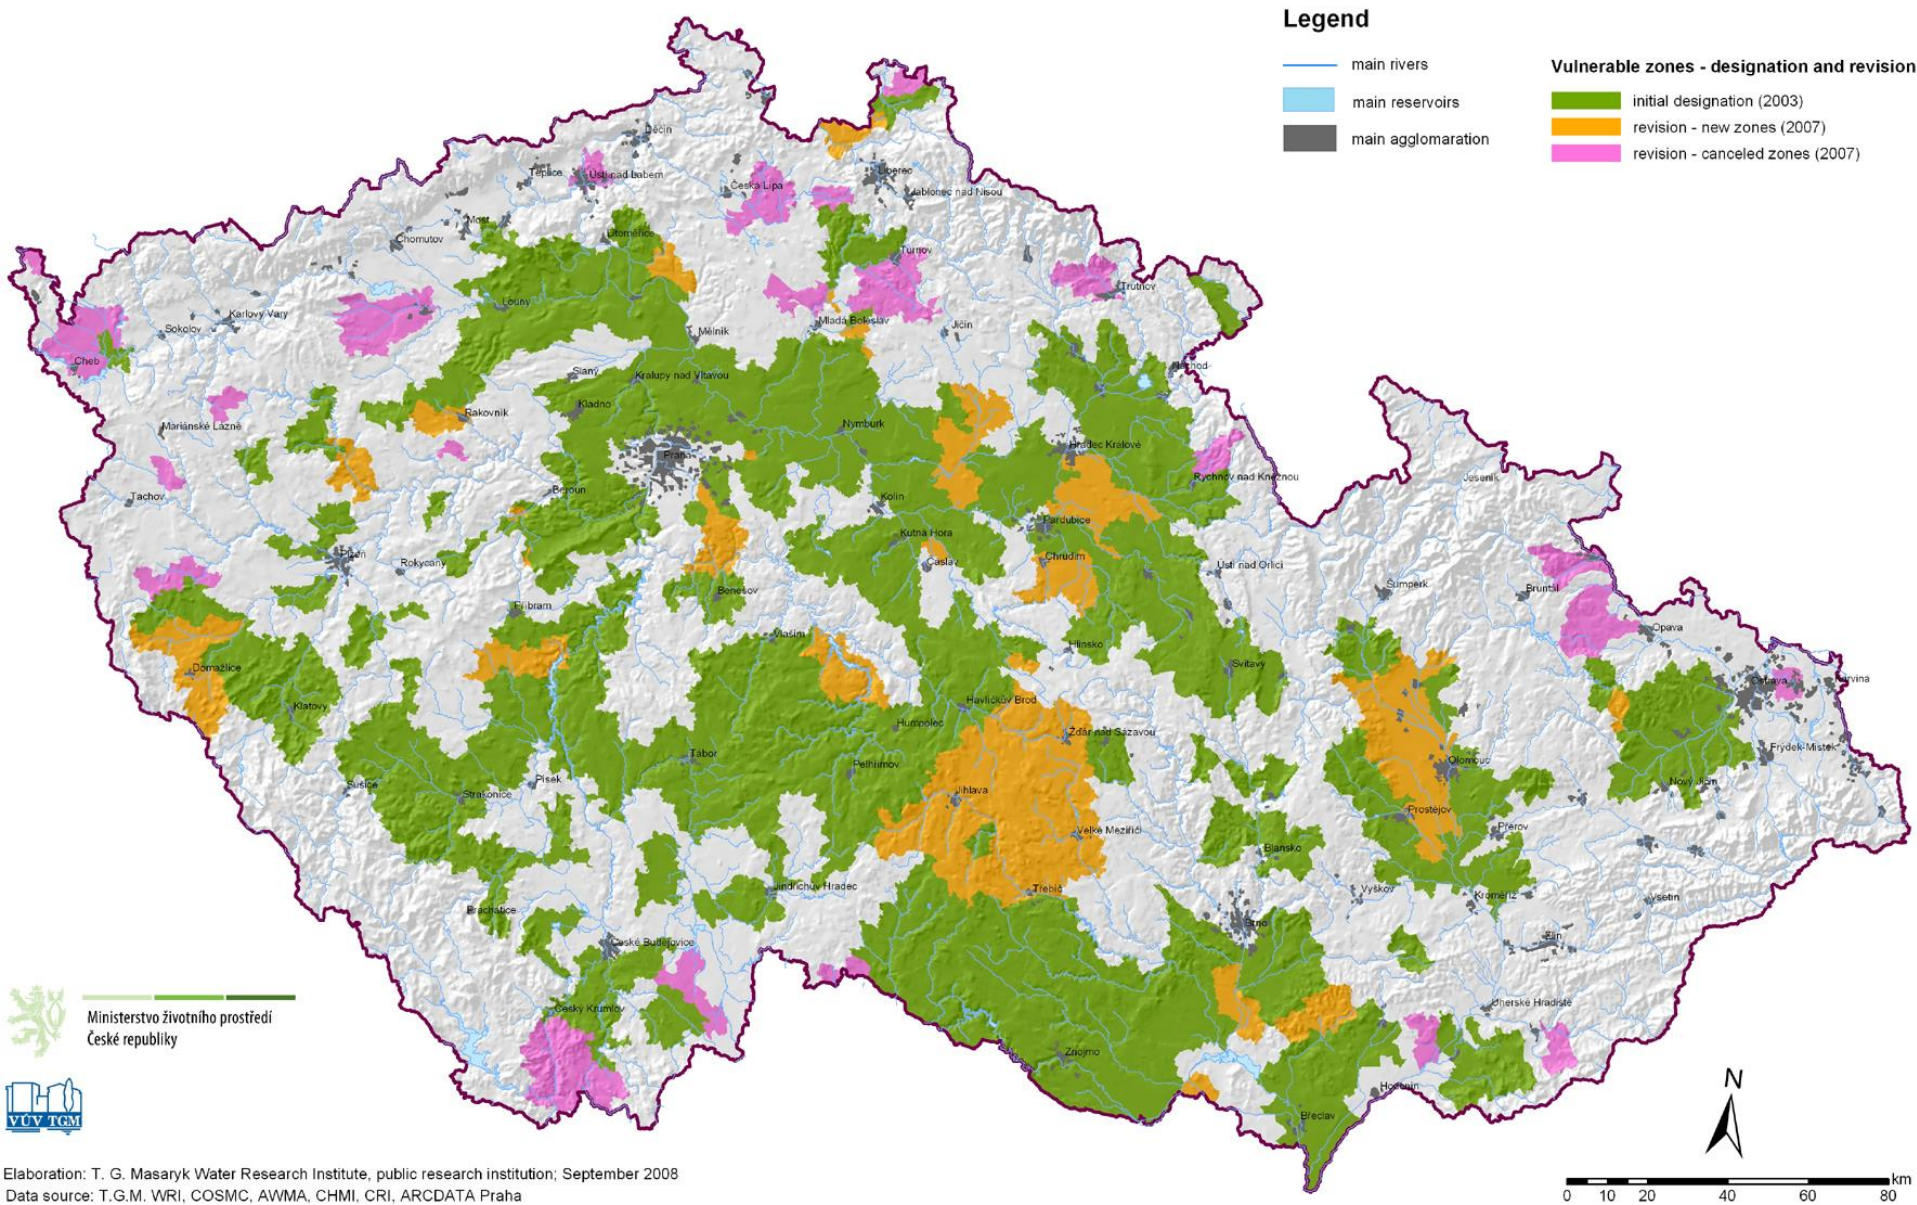 Legend
main rivers
main reservoirs
main agglomaration
Vulnerable zones - designation and revision
initial designation (2003)
revision - new zones (2007)
revision - canceled zones (2007)
Děčín
Teplice
Ústí nad Labem
Česká Lípa
Liberec
Jablonec nad Nisou
Most
Chomutov
Litoměřice
Turnov
Trutnov
Louny
Karlovy Vary
Sokolov
Mělník
Mladá Boleslav
Jičín
Cheb
Slaný
Kralupy nad Vltavou
Náchod
Kladno
Rakovník
Mariánské Lázně
Nymburk
Hradec Králové
Praha
Rychnov nad Kněžnou
Jeseník
Tachov
Beroun
Kolín
Pardubice
Kutná Hora
Plzeň
Rokycany
Čáslav
Chrudim
Ústí nad Orlicí
Šumperk
Bruntál
Benešov
Příbram
Opava
Vlašim
Hlinsko
Svitavy
Domažlice
Ostrava
Karviná
Klatovy
Havlíčkův Brod
Humpolec
Žďár nad Sázavou
Tábor
Frýdek-Místek
Olomouc
Pelhřimov
Písek
Sušice
Strakonice
Nový Jičín
Jihlava
Prostějov
Přerov
Velké Meziříčí
Blansko
Jindřichův Hradec
Třebíč
Vyškov
Kroměříž
Vsetín
Prachatice
Brno
Zlín
České Budějovice
Uherské Hradiště
Český Krumlov
Znojmo
Hodonín
Břeclav
Ministerstvo životního prostředí
České republiky
VÚV TGM
N
km
0 10 20 40 60 80
Elaboration: T. G. Masaryk Water Research Institute, public research institution; September 2008
Data source: T.G.M. WRI, COSMC, AWMA, CHMI, CRI, ARCDATA Praha